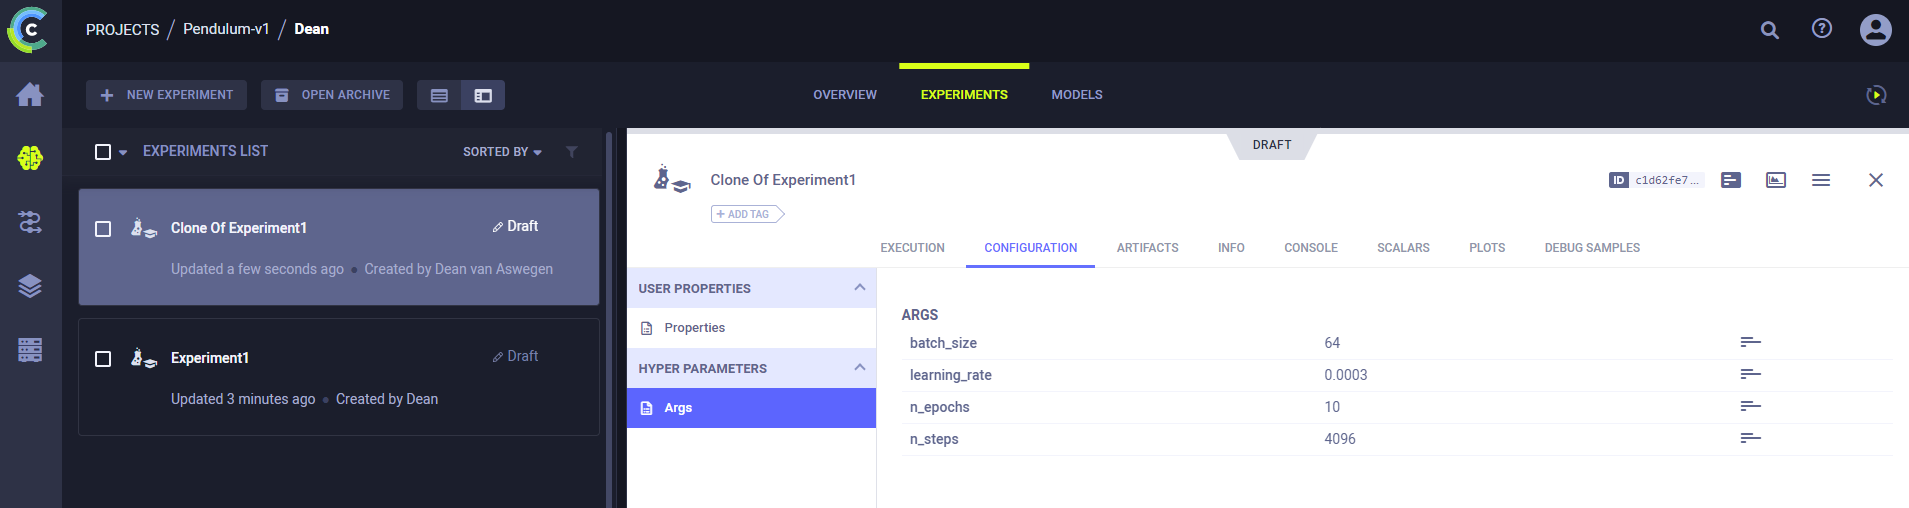 PROJECTS / Pendulum-v1 / Dean
NEW EXPERIMENT
OPEN ARCHIVE
OVERVIEW
EXPERIMENTS
MODELS
EXPERIMENTS LIST
SORTED BY
Clone Of Experiment1
Draft
Updated a few seconds ago • Created by Dean van Aswegen
Experiment1
Draft
Updated 3 minutes ago • Created by Dean
DRAFT
Clone Of Experiment1
ID c1d62fe7...
+ ADD TAG
EXECUTION
CONFIGURATION
ARTIFACTS
INFO
CONSOLE
SCALARS
PLOTS
DEBUG SAMPLES
USER PROPERTIES
Properties
HYPER PARAMETERS
Args
ARGS
batch_size 64
learning_rate 0.0003
n_epochs 10
n_steps 4096